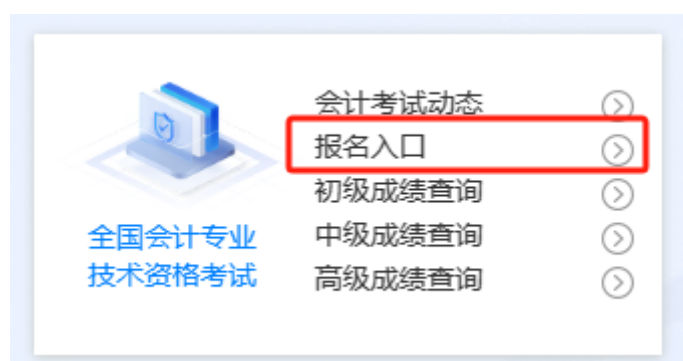 会计考试动态
报名入口
初级成绩查询
中级成绩查询
高级成绩查询
全国会计专业
技术资格考试